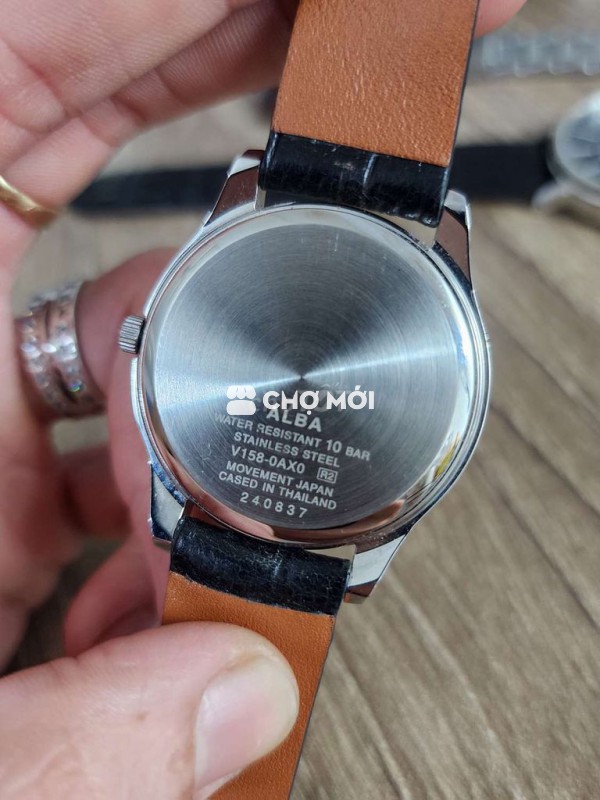 CHỢ MỚI
ALBA
WATER RESISTANT 10 BAR
STAINLESS STEEL
V158-0AX0 R2
MOVEMENT JAPAN
CASED IN THAILAND
240837